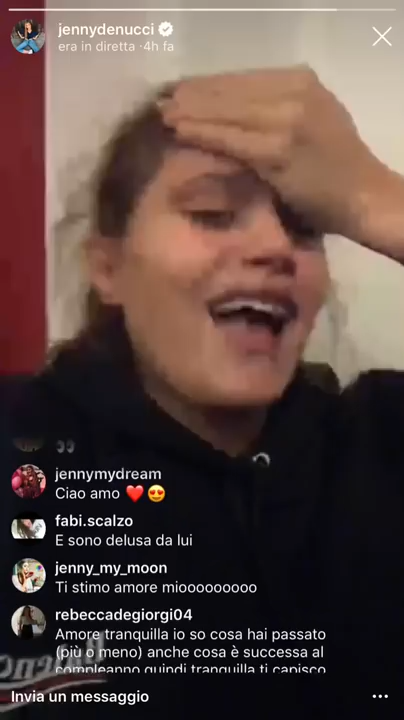 jennydenucci
era in diretta · 4h fa
jennymydream
Ciao amo ❤️😍
fabi.scalzo
E sono delusa da lui
jenny_my_moon
Ti stimo amore miooooooooo
rebeccadegiorgi04
Amore tranquilla io so cosa hai passato
(più o meno) anche cosa è successa al
compleanno quindi tranquilla ti capisco
Invia un messaggio